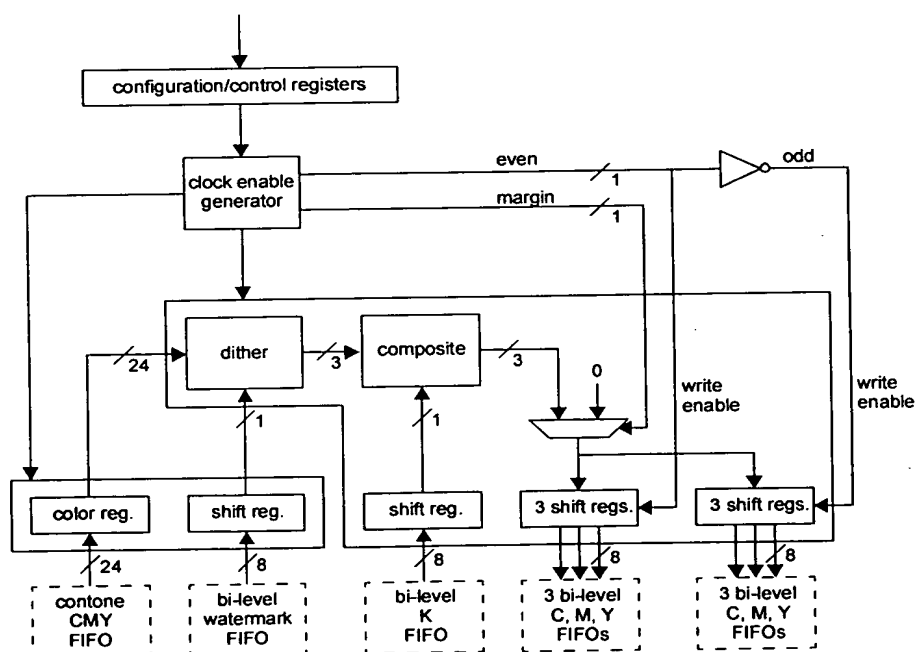 configuration/control registers
clock enable
generator
even
1
odd
margin
1
dither
composite
24
3
3
0
1
1
write
enable
write
enable
color reg.
shift reg.
shift reg.
3 shift regs.
3 shift regs.
24
8
8
8
8
contone
CMY
FIFO
bi-level
watermark
FIFO
bi-level
K
FIFO
3 bi-level
C, M, Y
FIFOs
3 bi-level
C, M, Y
FIFOs